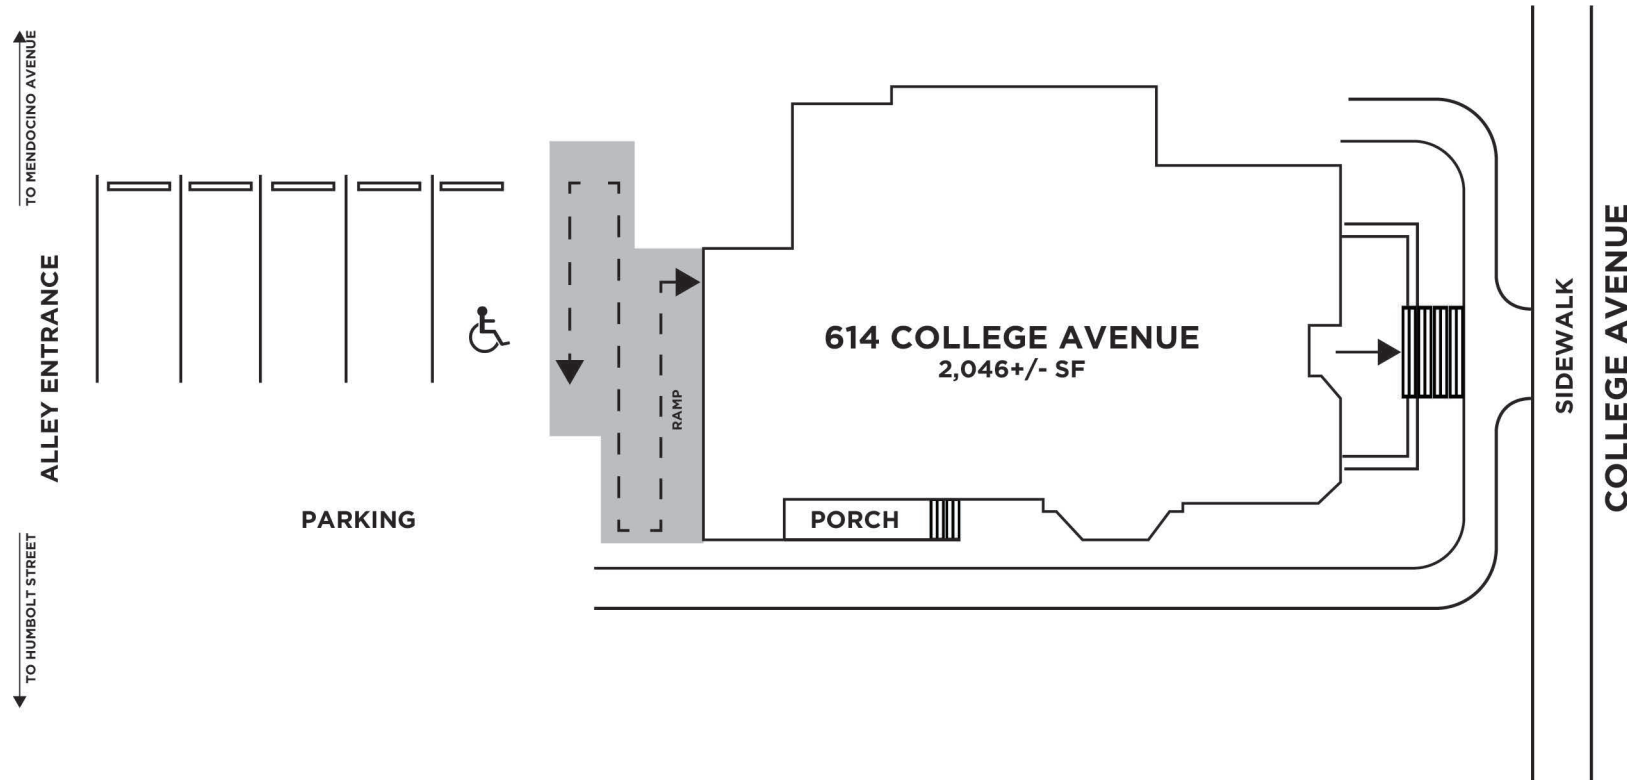 TO MENDOCINO AVENUE
ALLEY ENTRANCE
TO HUMBOLT STREET
PARKING
RAMP
614 COLLEGE AVENUE
2,046+/- SF
PORCH
SIDEWALK
COLLEGE AVENUE